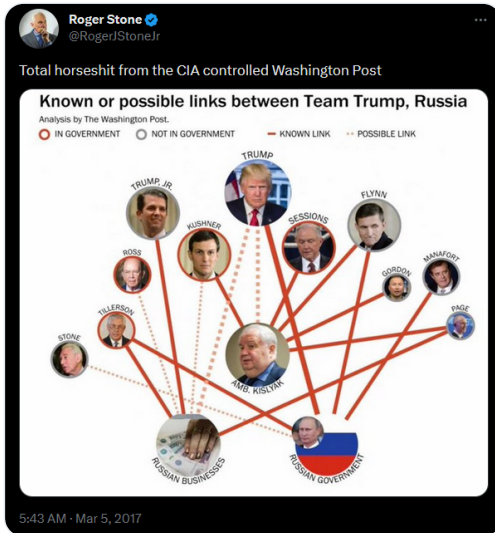 Roger Stone
@RogerJStoneJr
Total horseshit from the CIA controlled Washington Post
Known or possible links between Team Trump, Russia
Analysis by The Washington Post.
IN GOVERNMENT NOT IN GOVERNMENT KNOWN LINK POSSIBLE LINK
TRUMP
TRUMP, JR.
FLYNN
KUSHNER
SESSIONS
ROSS
MANAFORT
GORDON
TILLERSON
PAGE
STONE
AMB. KISLYAK
RUSSIAN BUSINESSES
RUSSIAN GOVERNMENT
5:43 AM · Mar 5, 2017